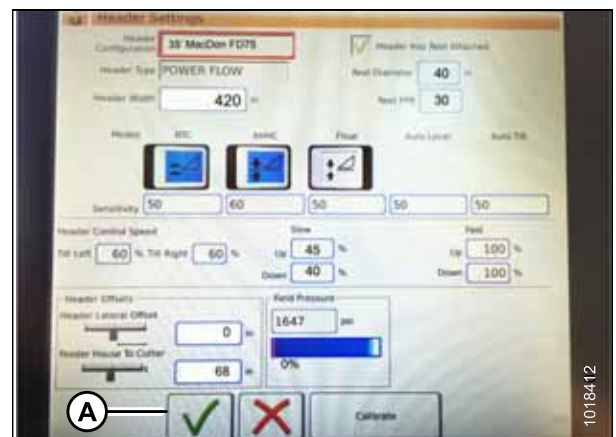 Header Settings
Header Configuration 35' MacDon FD75
Header Has Reel Attached
Header Type POWER FLOW
Reel Diameter 40 in
Header Width 420 in
Reel PPR 30
Modes RTC AHHC Float Auto Level Auto Tilt
Sensitivity 50 60 50 50 50
Header Control Speed
Slow
Fast
Tilt Left 60 % Tilt Right 60 %
Up 45 %
Up 100 %
Down 40 %
Down 100 %
Header Offsets
Header Lateral Offset
0 in
Feeder House To Cutter
68 in
Field Pressure
1647 psi
0%
A
Calibrate
1018412